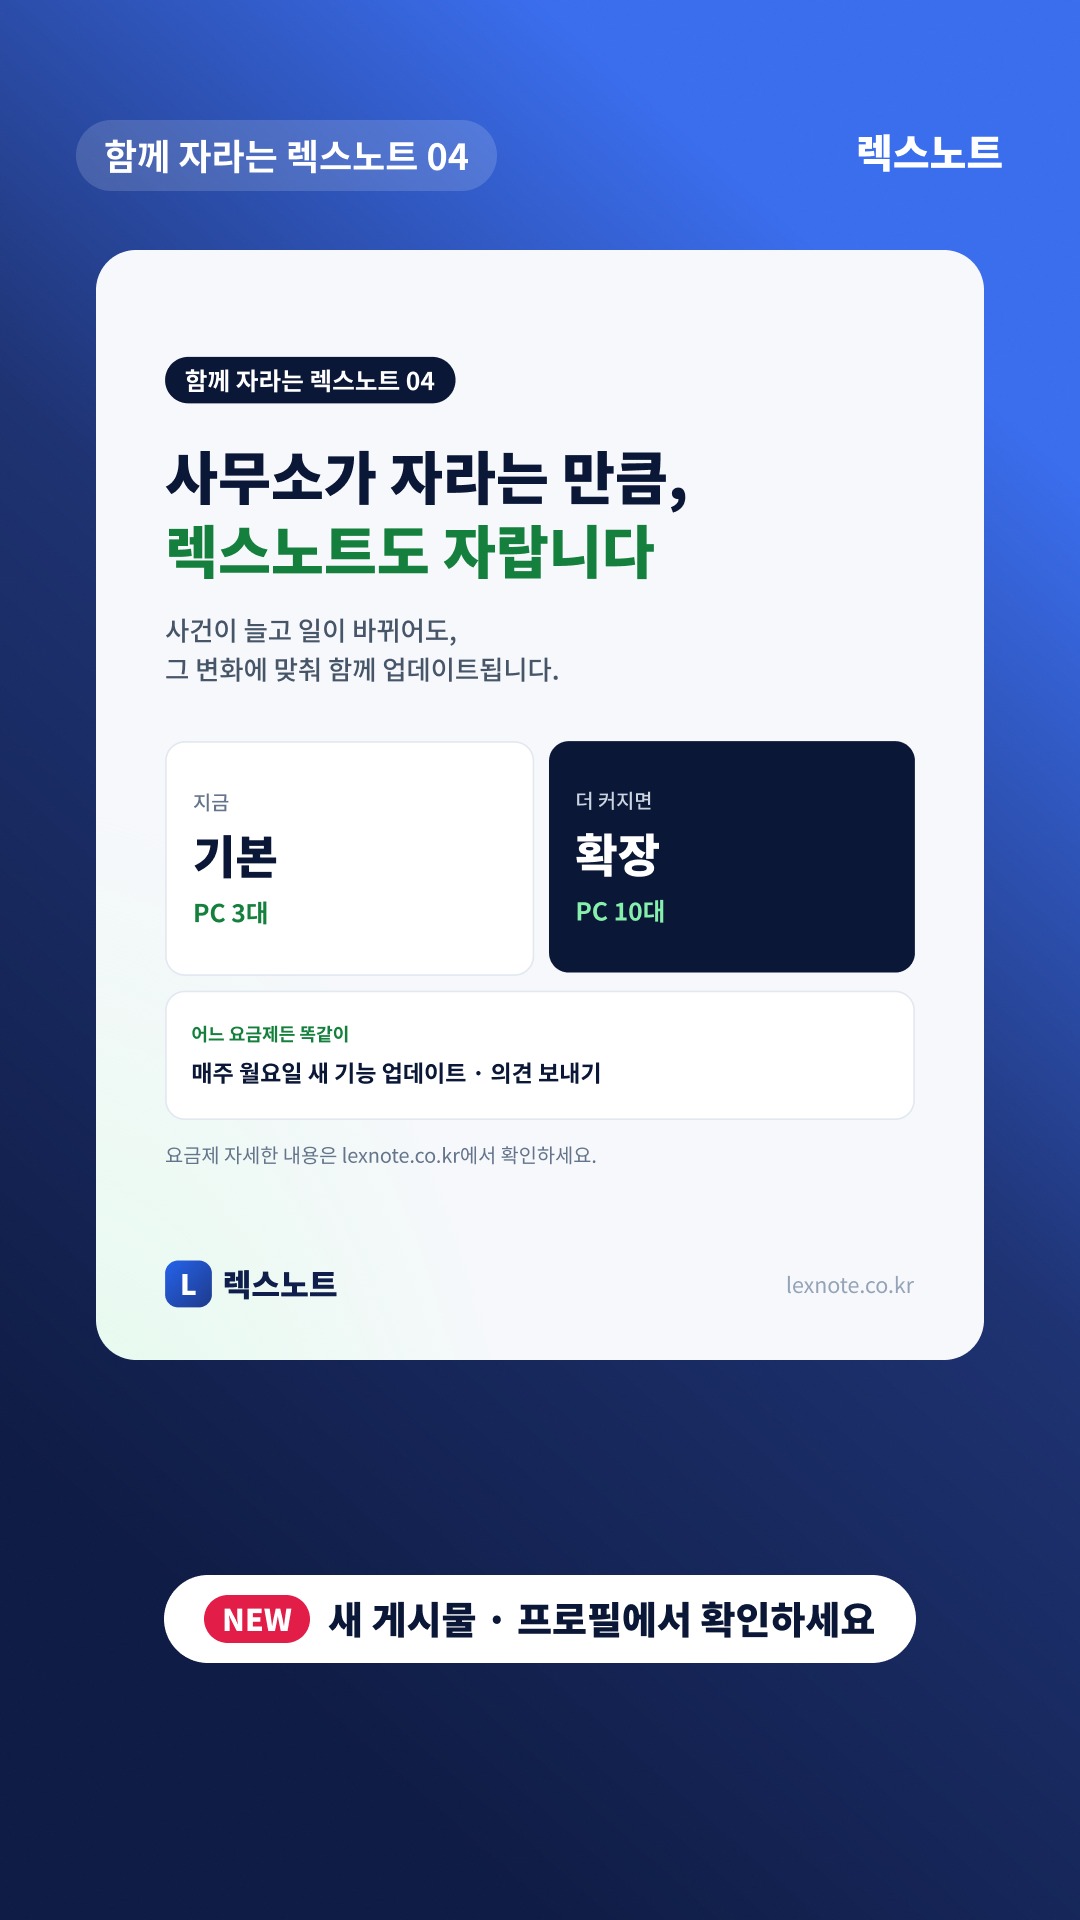 함께 자라는 렉스노트 04
렉스노트
함께 자라는 렉스노트 04
사무소가 자라는 만큼,
렉스노트도 자랍니다
사건이 늘고 일이 바뀌어도,
그 변화에 맞춰 함께 업데이트됩니다.
지금
기본
PC 3대
더 커지면
확장
PC 10대
어느 요금제든 똑같이
매주 월요일 새 기능 업데이트 · 의견 보내기
요금제 자세한 내용은 lexnote.co.kr에서 확인하세요.
L 렉스노트
lexnote.co.kr
NEW 새 게시물 · 프로필에서 확인하세요